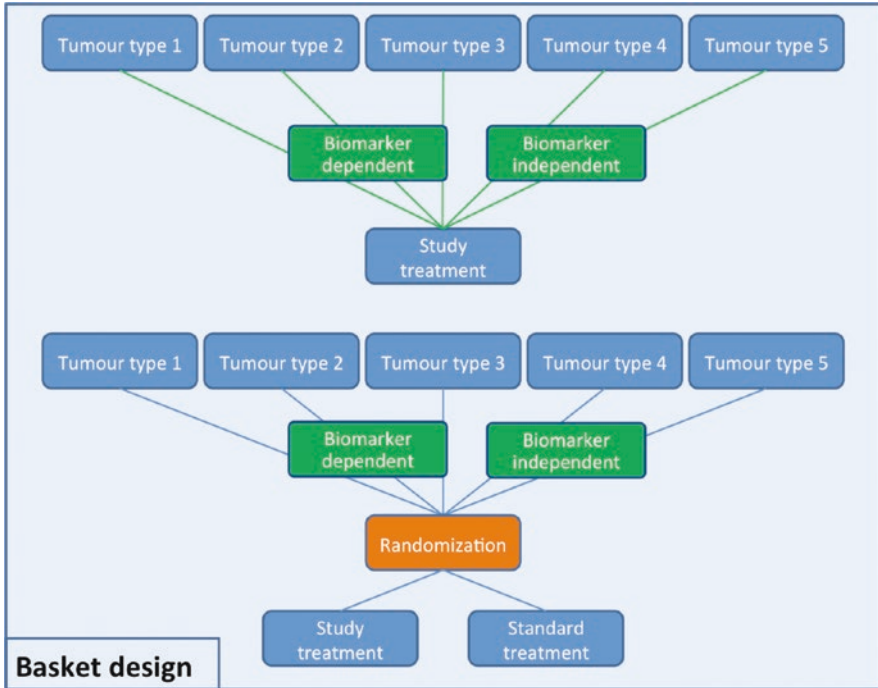 Tumour type 1 Tumour type 2 Tumour type 3 Tumour type 4 Tumour type 5
Biomarker dependent Biomarker independent
Study treatment
Tumour type 1 Tumour type 2 Tumour type 3 Tumour type 4 Tumour type 5
Biomarker dependent Biomarker independent
Randomization
Study treatment Standard treatment
Basket design